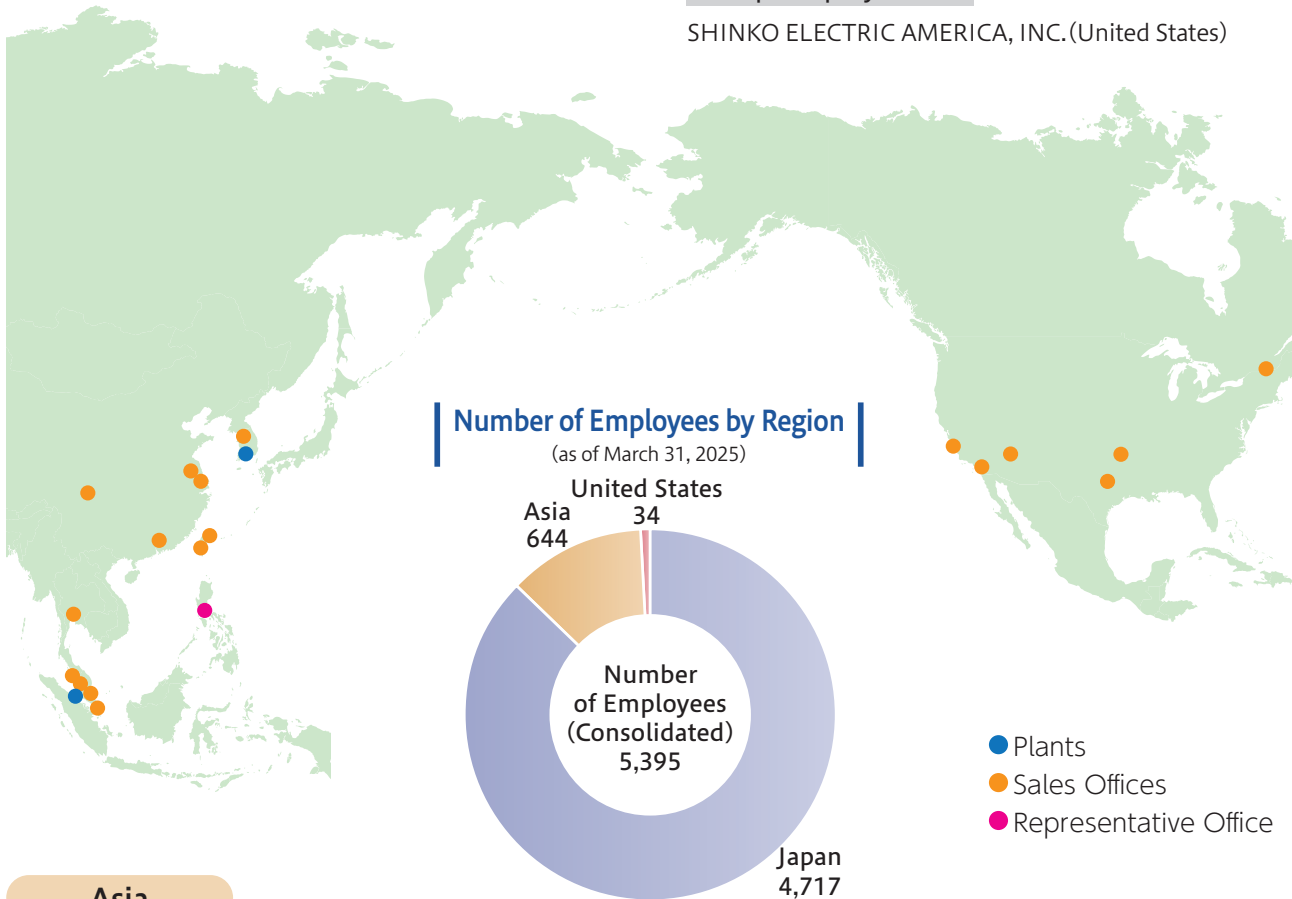 SHINKO ELECTRIC AMERICA, INC.(United States)
Number of Employees by Region
(as of March 31, 2025)
United States
34
Asia
644
Number
of Employees
(Consolidated)
5,395
Japan
4,717
Plants
Sales Offices
Representative Office
Asia